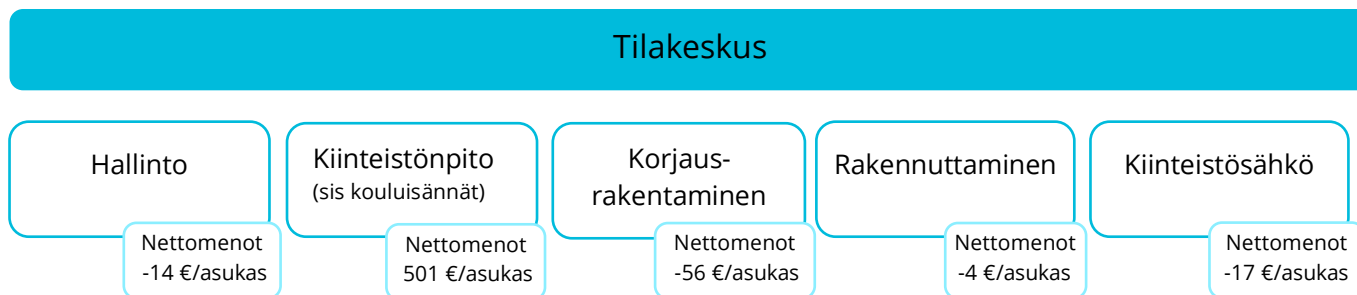 Tilakeskus
Hallinto
Nettomenot
-14 €/asukas
Kiinteistönpito
(sis kouluisännät)
Nettomenot
501 €/asukas
Korjaus-
rakentaminen
Nettomenot
-56 €/asukas
Rakennuttaminen
Nettomenot
-4 €/asukas
Kiinteistösähkö
Nettomenot
-17 €/asukas